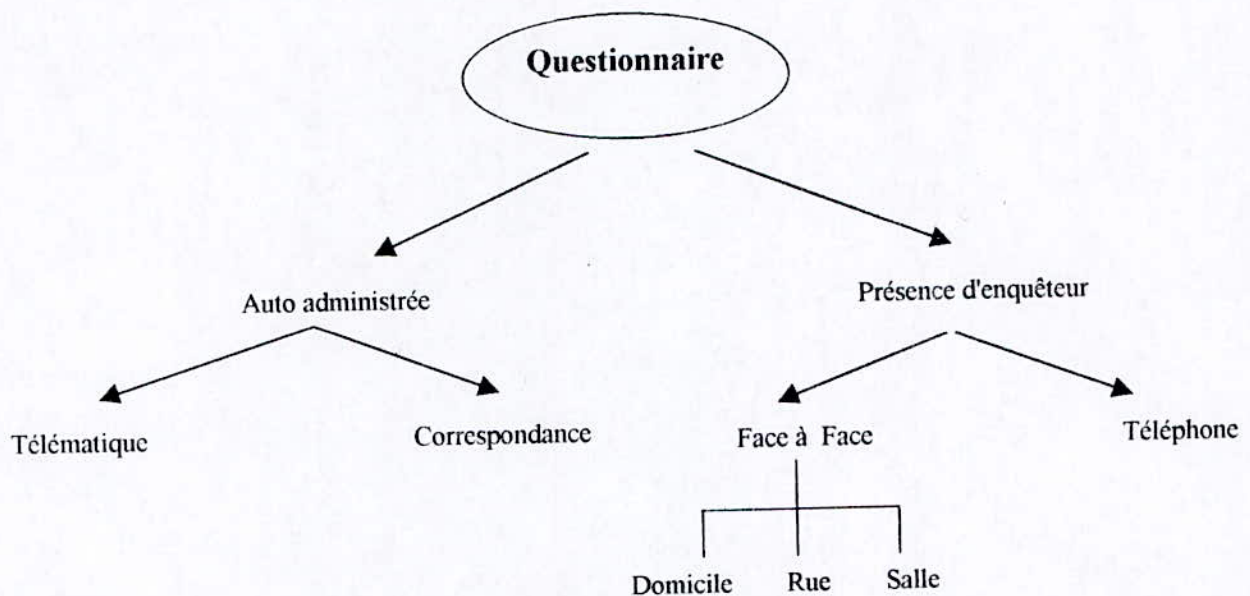 Questionnaire
Auto administrée
Présence d'enquêteur
Télématique
Correspondance
Face à Face
Téléphone
Domicile
Rue
Salle